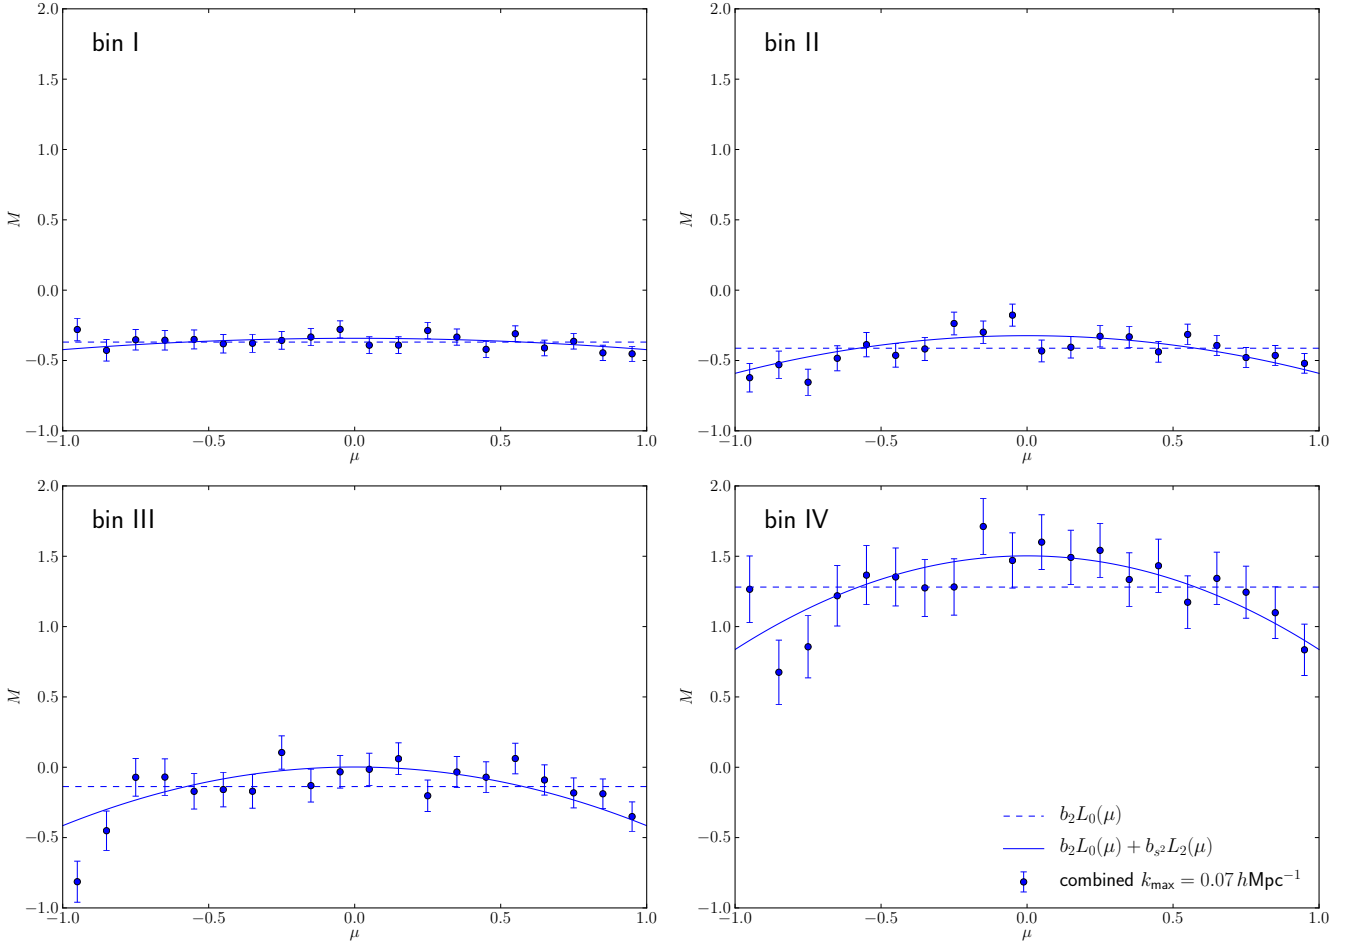 bin I
M
2.0
1.5
1.0
0.5
0.0
−0.5
−1.0
−1.0 −0.5 0.0 0.5 1.0
μ
bin II
M
2.0
1.5
1.0
0.5
0.0
−0.5
−1.0
−1.0 −0.5 0.0 0.5 1.0
μ
bin III
M
2.0
1.5
1.0
0.5
0.0
−0.5
−1.0
−1.0 −0.5 0.0 0.5 1.0
μ
bin IV
M
2.0
1.5
1.0
0.5
0.0
−0.5
−1.0
−1.0 −0.5 0.0 0.5 1.0
μ
b₂L₀(μ)
b₂L₀(μ) + b_{s²}L₂(μ)
combined k_{max} = 0.07 hMpc⁻¹